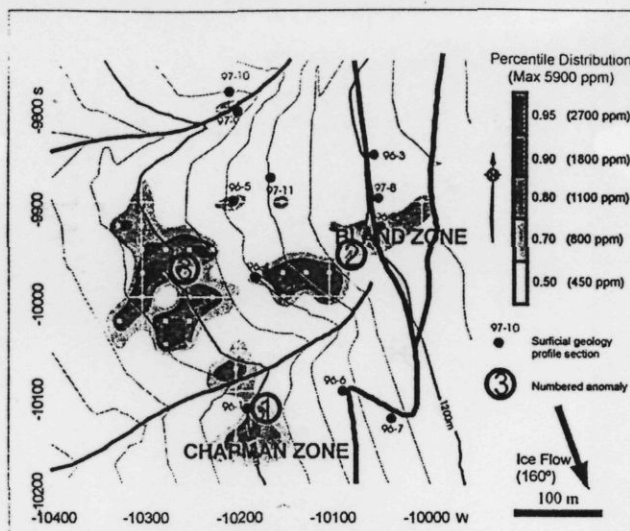 Percentile Distribution
(Max 5900 ppm)
0.95 (2700 ppm)
0.90 (1800 ppm)
0.80 (1100 ppm)
0.70 (800 ppm)
0.50 (450 ppm)
97-10
Surficial geology
profile section
3
Numbered anomaly
Ice Flow
(160º)
100 m
-9800 s
-9900
-10000
-10100
-10200
-10400
-10300
-10200
-10100
-10000 W
97-10
96-3
96-5
97-11
97-8
BLAND ZONE
2
3
96-6
96-7
1200m
1
CHAPMAN ZONE